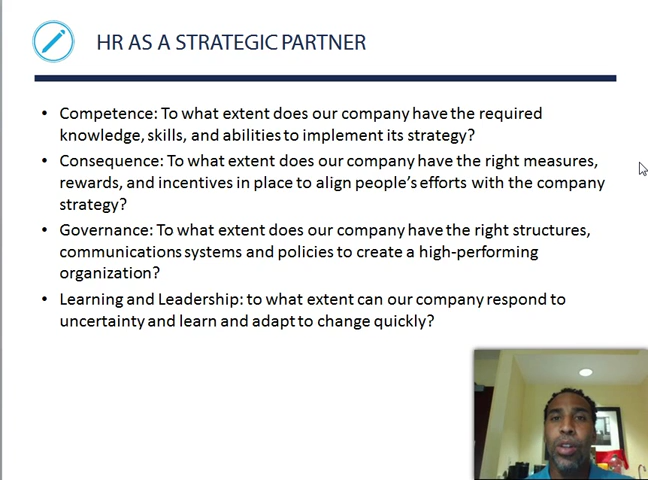 HR AS A STRATEGIC PARTNER
• Competence: To what extent does our company have the required
knowledge, skills, and abilities to implement its strategy?
• Consequence: To what extent does our company have the right measures,
rewards, and incentives in place to align people's efforts with the company
strategy?
• Governance: To what extent does our company have the right structures,
communications systems and policies to create a high-performing
organization?
• Learning and Leadership: to what extent can our company respond to
uncertainty and learn and adapt to change quickly?